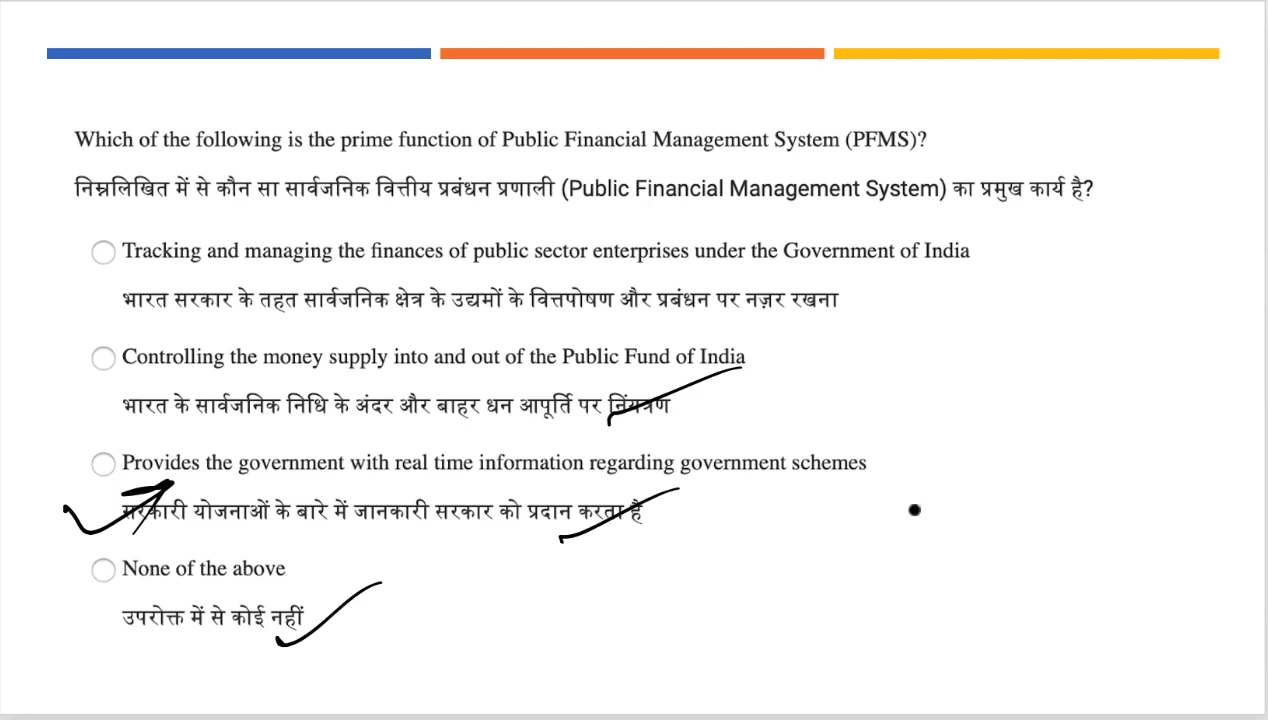 Which of the following is the prime function of Public Financial Management System (PFMS)?
निम्नलिखित में से कौन सा सार्वजनिक वित्तीय प्रबंधन प्रणाली (Public Financial Management System) का प्रमुख कार्य है?
Tracking and managing the finances of public sector enterprises under the Government of India
भारत सरकार के तहत सार्वजनिक क्षेत्र के उद्यमों के वित्तपोषण और प्रबंधन पर नज़र रखना
Controlling the money supply into and out of the Public Fund of India
भारत के सार्वजनिक निधि के अंदर और बाहर धन आपूर्ति पर निंयत्रण
Provides the government with real time information regarding government schemes
सरकारी योजनाओं के बारे में जानकारी सरकार को प्रदान करता है
None of the above
उपरोक्त में से कोई नहीं